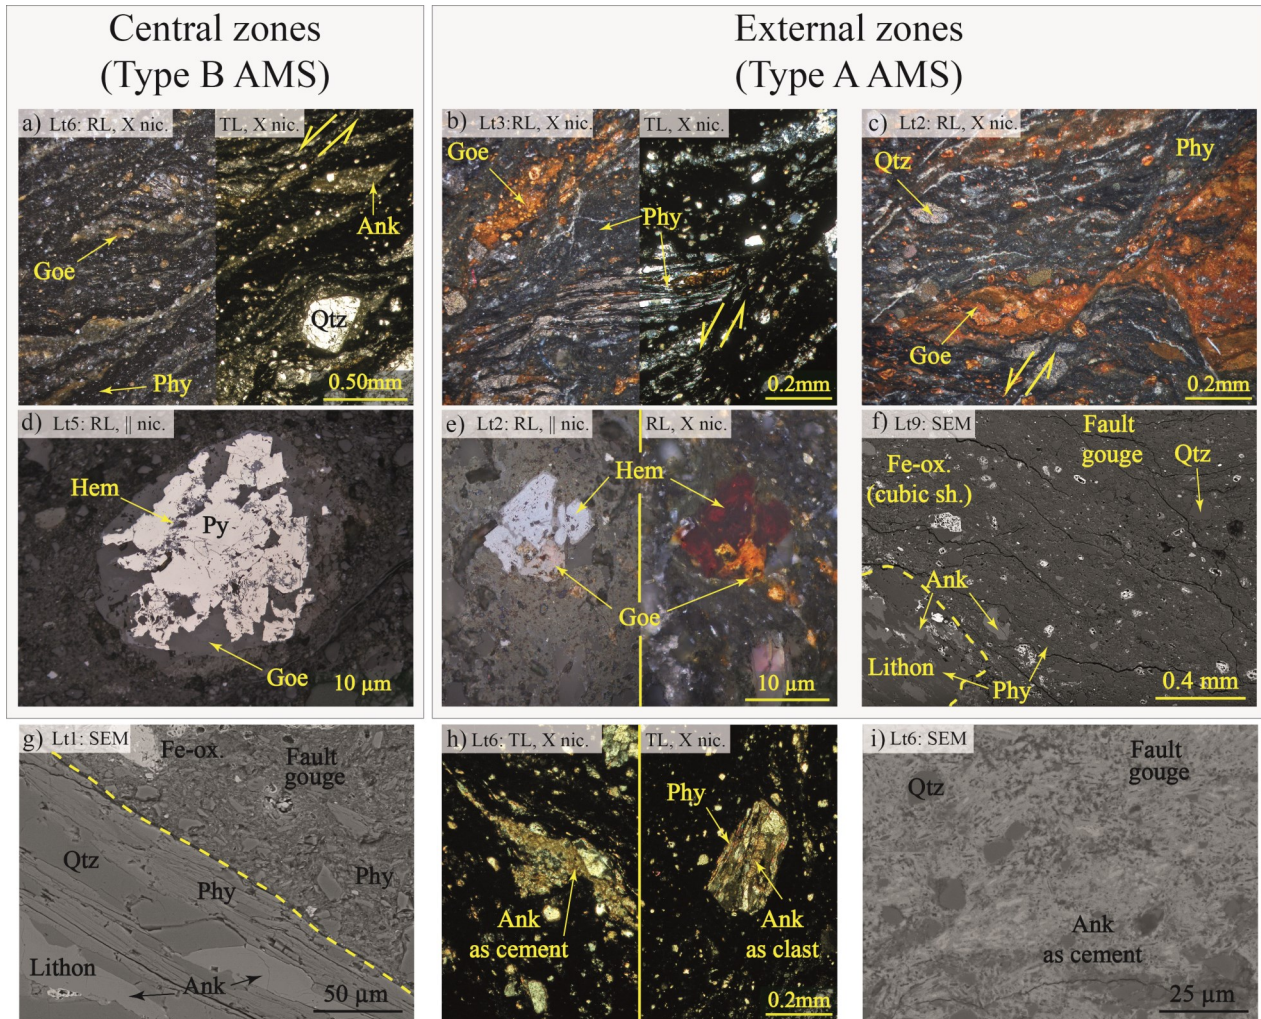 Central zones
(Type B AMS)
External zones
(Type A AMS)
a) Lt6: RL, X nic.
TL, X nic.
Ank
Goe
Qtz
Phy
0.50mm
b) Lt3:RL, X nic.
TL, X nic.
Goe
Phy
0.2mm
c) Lt2: RL, X nic.
Qtz
Phy
Goe
0.2mm
d) Lt5: RL, || nic.
Hem
Py
Goe
10 µm
e) Lt2: RL, || nic.
RL, X nic.
Hem
Goe
10 µm
f) Lt9: SEM
Fault
gouge
Qtz
Fe-ox.
(cubic sh.)
Ank
Lithon
Phy
0.4 mm
g) Lt1: SEM
Fe-ox.
Fault
gouge
Qtz
Phy
Phy
Lithon
Ank
50 µm
h) Lt6: TL, X nic.
TL, X nic.
Phy
Ank
as cement
Ank
as clast
0.2mm
i) Lt6: SEM
Fault
gouge
Qtz
Ank
as cement
25 µm